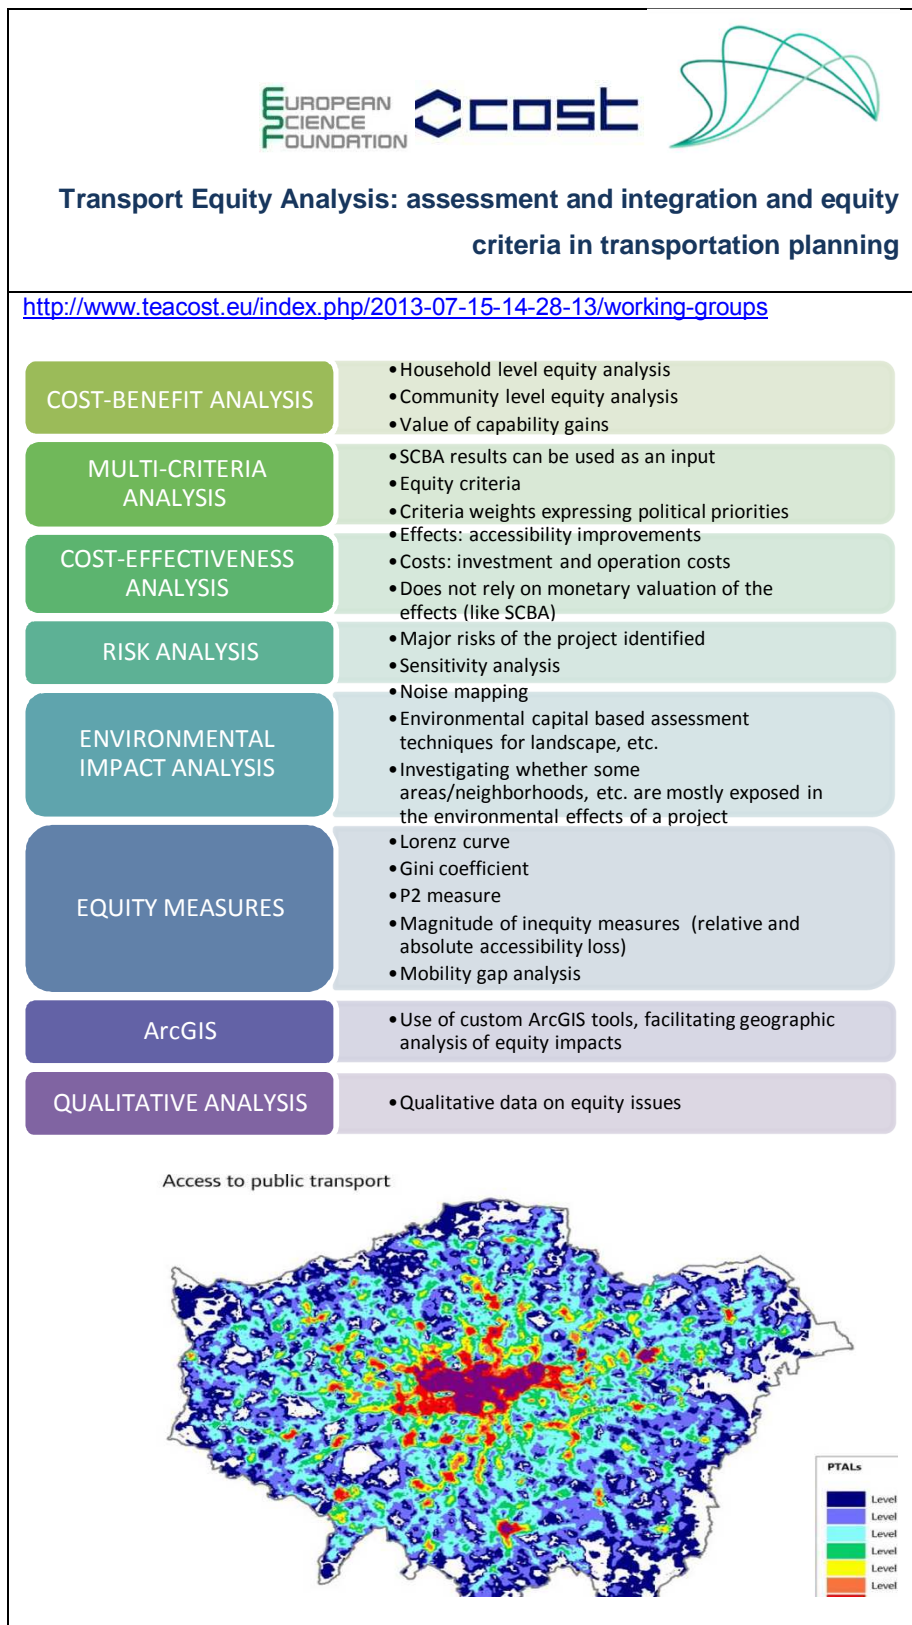 EUROPEAN
SCIENCE
FOUNDATION
cost
Transport Equity Analysis: assessment and integration and equity
criteria in transportation planning
http://www.teacost.eu/index.php/2013-07-15-14-28-13/working-groups
COST-BENEFIT ANALYSIS
•Household level equity analysis
•Community level equity analysis
•Value of capability gains
MULTI-CRITERIA
ANALYSIS
•SCBA results can be used as an input
•Equity criteria
•Criteria weights expressing political priorities
COST-EFFECTIVENESS
ANALYSIS
•Effects: accessibility improvements
•Costs: investment and operation costs
•Does not rely on monetary valuation of the
effects (like SCBA)
RISK ANALYSIS
•Major risks of the project identified
•Sensitivity analysis
ENVIRONMENTAL
IMPACT ANALYSIS
•Noise mapping
•Environmental capital based assessment
techniques for landscape, etc.
•Investigating whether some
areas/neighborhoods, etc. are mostly exposed in
the environmental effects of a project
EQUITY MEASURES
•Lorenz curve
•Gini coefficient
•P2 measure
•Magnitude of inequity measures (relative and
absolute accessibility loss)
•Mobility gap analysis
ArcGIS
•Use of custom ArcGIS tools, facilitating geographic
analysis of equity impacts
QUALITATIVE ANALYSIS
•Qualitative data on equity issues
Access to public transport
PTALs
Level
Level
Level
Level
Level
Level